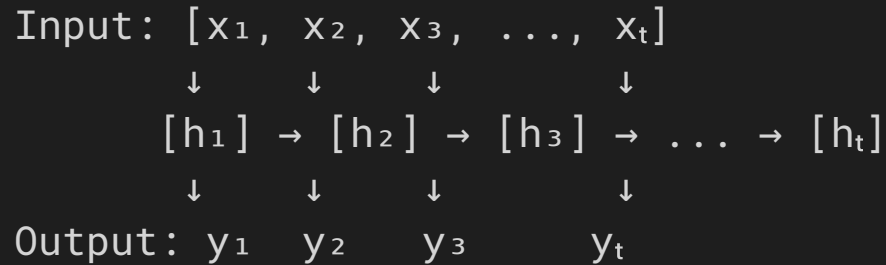 Input: [x₁, x₂, x₃, ..., xₜ]
↓ ↓ ↓ ↓
[h₁] → [h₂] → [h₃] → ... → [hₜ]
↓ ↓ ↓ ↓
Output: y₁ y₂ y₃ yₜ